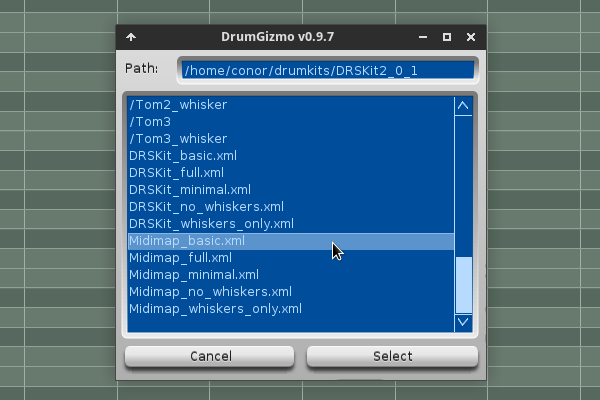 DrumGizmo v0.9.7
Path: /home/conor/drumkits/DRSKit2_0_1
/Tom2_whisker
/Tom3
/Tom3_whisker
DRSKit_basic.xml
DRSKit_full.xml
DRSKit_minimal.xml
DRSKit_no_whiskers.xml
DRSKit_whiskers_only.xml
Midimap_basic.xml
Midimap_full.xml
Midimap_minimal.xml
Midimap_no_whiskers.xml
Midimap_whiskers_only.xml
Cancel Select